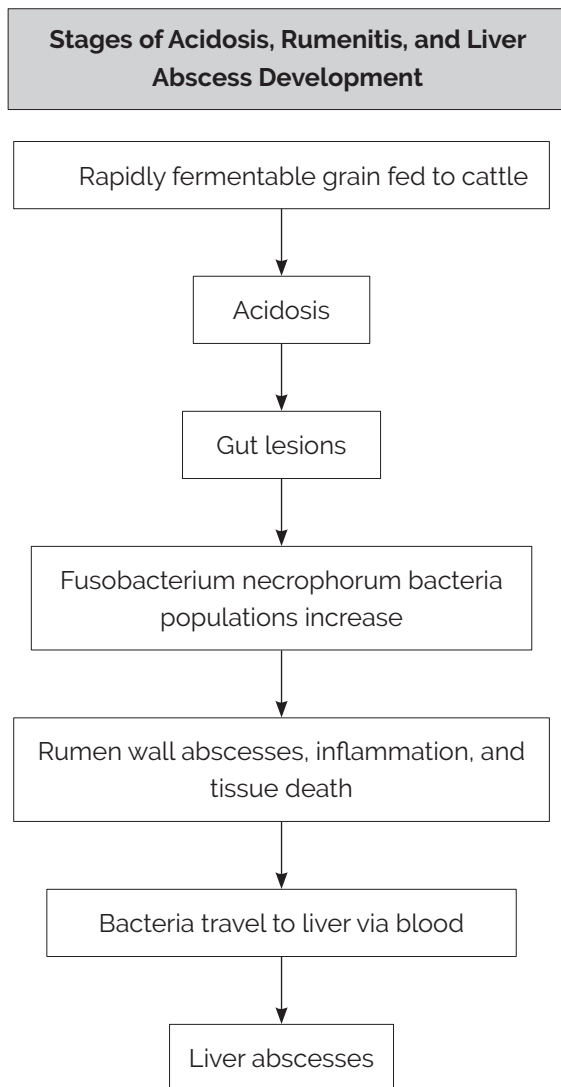 Stages of Acidosis, Rumenitis, and Liver
Abscess Development
Rapidly fermentable grain fed to cattle
Acidosis
Gut lesions
Fusobacterium necrophorum bacteria
populations increase
Rumen wall abscesses, inflammation, and
tissue death
Bacteria travel to liver via blood
Liver abscesses